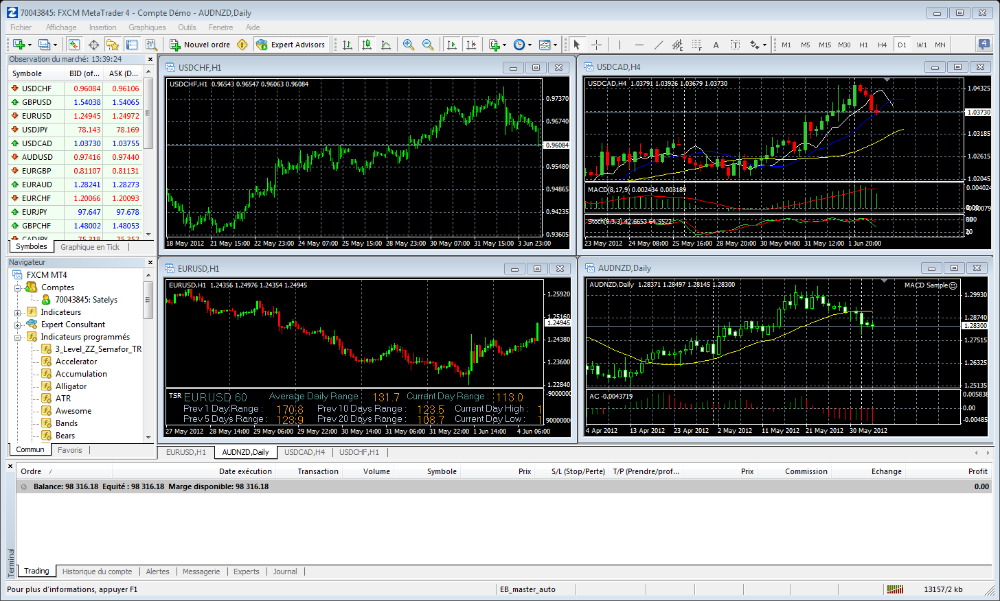 70043845: FXCM MetaTrader 4 - Compte Démo - AUDNZD,Daily
Fichier Affichage Insertion Graphiques Outils Fenetre Aide
Nouvel ordre Expert Advisors A T M1 M5 M15 M30 H1 H4 D1 W1 MN 4
Observation du marché: 13:39:24
Symbole BID (of... ASK (D...
USDCHF 0.96084 0.96106
GBPUSD 1.54038 1.54065
EURUSD 1.24945 1.24972
USDJPY 78.143 78.169
USDCAD 1.03730 1.03755
AUDUSD 0.97416 0.97440
EURGBP 0.81107 0.81131
EURAUD 1.28241 1.28273
EURCHF 1.20066 1.20093
EURJPY 97.647 97.678
GBPCHF 1.48002 1.48053
CADJPY 75.318 75.352
Symboles Graphique en Tick
Navigateur
FXCM MT4
Comptes
70043845: Satelys
Indicateurs
Expert Consultant
Indicateurs programmés
3_Level_ZZ_Semafor_TR
Accelerator
Accumulation
Alligator
ATR
Awesome
Bands
Bears
Commun Favoris
USDCHF,H1
USDCHF,H1 0.96543 0.96547 0.96063 0.96084
0.97370
0.96740
0.96084
0.95480
0.94865
0.94235
0.93605
18 May 2012 21 May 15:00 22 May 23:00 24 May 07:00 25 May 15:00 28 May 23:00 30 May 07:00 31 May 15:00 3 Jun 23:00
USDCAD,H4
USDCAD,H4 1.03791 1.03926 1.03679 1.03730
1.04325
1.03730
1.03185
1.02615
1.02045
MACD(8,17,9) 0.002434 0.003189
0.004024
0.00
Stoch(8,3,3) 42.6653 64.5522
100
20
23 May 2012 24 May 08:00 25 May 16:00 28 May 20:00 30 May 04:00 31 May 12:00 1 Jun 20:00
EURUSD,H1
EURUSD,H1 1.24356 1.24976 1.24354 1.24945
1.25920
1.25160
1.24945
1.24380
1.23600
1.22840
TSR EURUSD 60 Average Daily Range : 131.7 Current Day Range : 113.0
Prev 1 Day Range : 170.8 Prev 10 Days Range : 123.5 Current Day High : 1
Prev 5 Days Range : 123.9 Prev 20 Days Range : 108.7 Current Day Low : 1
-9000000
90000000
27 May 2012 28 May 14:00 29 May 06:00 29 May 22:00 30 May 14:00 31 May 06:00 31 May 22:00 1 Jun 14:00 4 Jun 06:00
AUDNZD,Daily
AUDNZD,Daily 1.28371 1.28497 1.28145 1.28300
MACD Sample
1.29930
1.28740
1.28300
1.27515
1.26325
1.25135
AC -0.0043719
0.005838
0.00
-0.00485
4 Apr 2012 13 Apr 2012 23 Apr 2012 2 May 2012 11 May 2012 21 May 2012 30 May 2012
EURUSD,H1 AUDNZD,Daily USDCAD,H4 USDCHF,H1
Ordre / Date exécution Transaction Volume Symbole Prix S/L (Stop/Perte) T/P (Prendre/prof... Prix Commission Echange Profit
Balance: 98 316.18 Equité : 98 316.18 Marge disponible: 98 316.18 0.00
Terminal
Trading Historique du compte Alertes Messagerie Experts Journal
Pour plus d'informations, appuyer F1 EB_master_auto 13157/2 kb